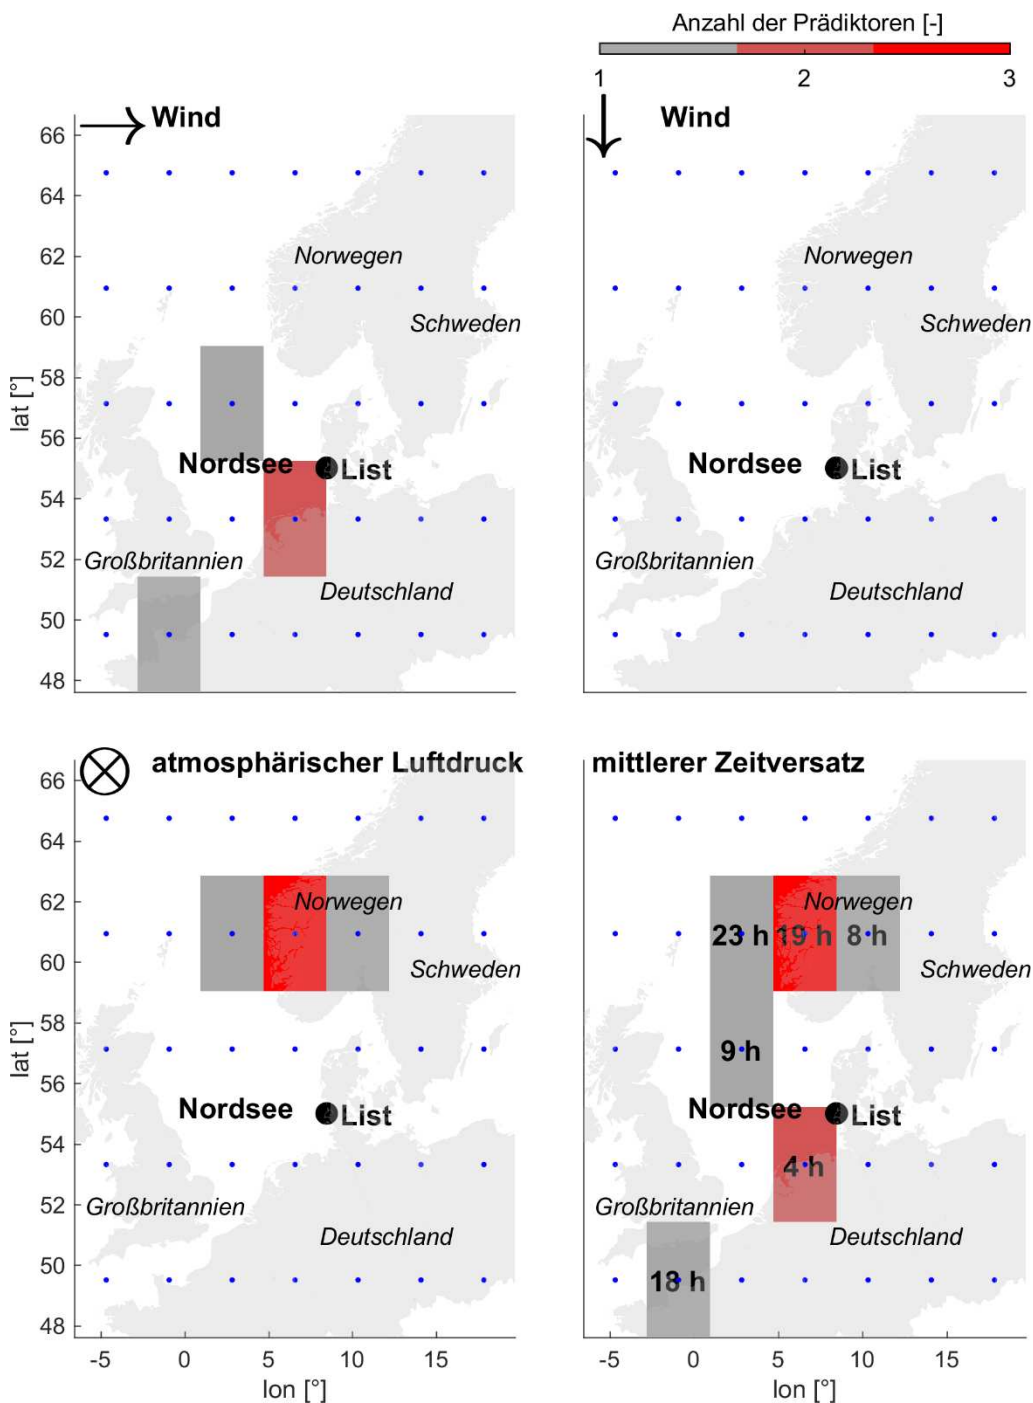 Anzahl der Prädiktoren [-]
1 2 3
Wind
66
64
62
60
58
56
54
52
50
48
lat [°]
Norwegen
Schweden
Nordsee
List
Großbritannien
Deutschland
Wind
Norwegen
Schweden
Nordsee
List
Großbritannien
Deutschland
atmosphärischer Luftdruck
66
64
62
60
58
56
54
52
50
48
lat [°]
Norwegen
Schweden
Nordsee
List
Großbritannien
Deutschland
-5 0 5 10 15
lon [°]
mittlerer Zeitversatz
Norwegen
23 h 19 h 8 h
Schweden
9 h
Nordsee
List
4 h
Großbritannien
Deutschland
18 h
-5 0 5 10 15
lon [°]